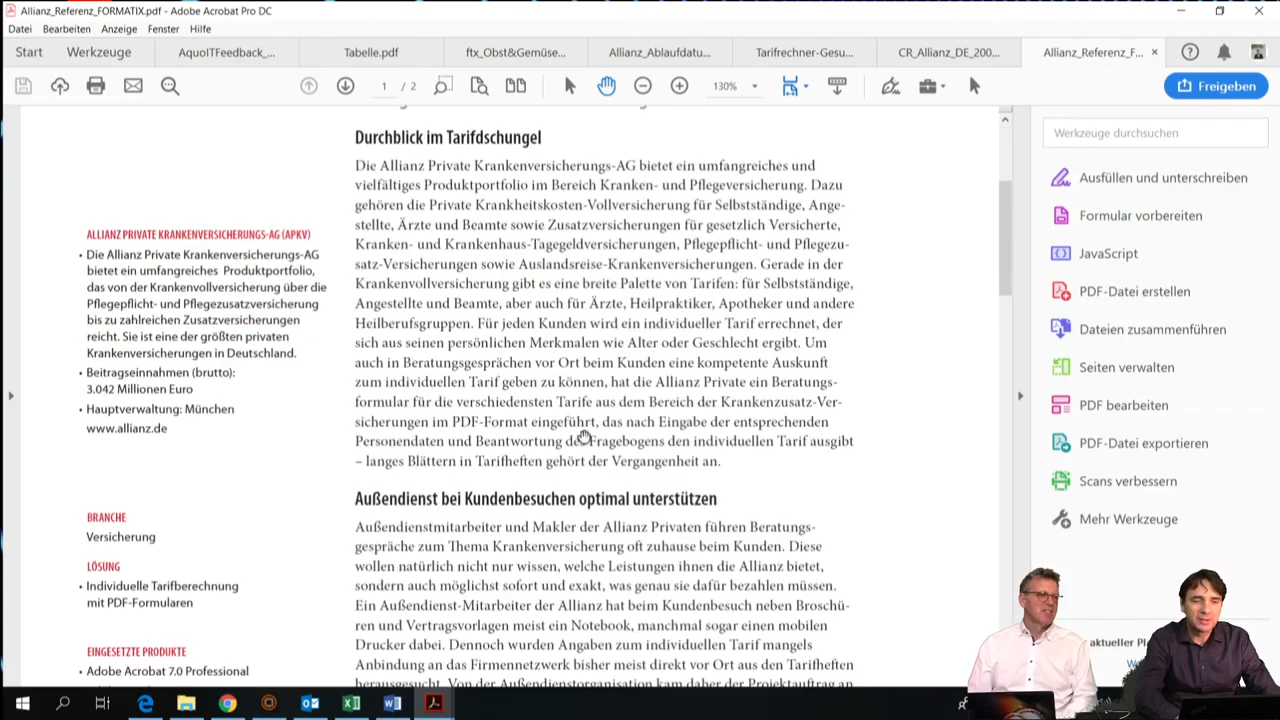 Allianz_Referenz_FORMATIX.pdf - Adobe Acrobat Pro DC
Datei Bearbeiten Anzeige Fenster Hilfe
Start Werkzeuge AquoITFeedback_... Tabelle.pdf ftx_Obst&Gemüse... Allianz_Ablaufdatu... Tarifrechner-Gesu... CR_Allianz_DE_200... Allianz_Referenz_F... ×
1 / 2 130% Freigeben
Durchblick im Tarifdschungel
Die Allianz Private Krankenversicherungs-AG bietet ein umfangreiches und
vielfältiges Produktportfolio im Bereich Kranken- und Pflegeversicherung. Dazu
gehören die Private Krankheitskosten-Vollversicherung für Selbstständige, Ange-
stellte, Ärzte und Beamte sowie Zusatzversicherungen für gesetzlich Versicherte,
Kranken- und Krankenhaus-Tagegeldversicherungen, Pflegepflicht- und Pflegezu-
satz-Versicherungen sowie Auslandsreise-Krankenversicherungen. Gerade in der
Krankenvollversicherung gibt es eine breite Palette von Tarifen: für Selbstständige,
Angestellte und Beamte, aber auch für Ärzte, Heilpraktiker, Apotheker und andere
Heilberufsgruppen. Für jeden Kunden wird ein individueller Tarif errechnet, der
sich aus seinen persönlichen Merkmalen wie Alter oder Geschlecht ergibt. Um
auch in Beratungsgesprächen vor Ort beim Kunden eine kompetente Auskunft
zum individuellen Tarif geben zu können, hat die Allianz Private ein Beratungs-
formular für die verschiedensten Tarife aus dem Bereich der Krankenzusatz-Ver-
sicherungen im PDF-Format eingeführt, das nach Eingabe der entsprechenden
Personendaten und Beantwortung des Fragebogens den individuellen Tarif ausgibt
– langes Blättern in Tarifheften gehört der Vergangenheit an.
Außendienst bei Kundenbesuchen optimal unterstützen
Außendienstmitarbeiter und Makler der Allianz Privaten führen Beratungs-
gespräche zum Thema Krankenversicherung oft zuhause beim Kunden. Diese
wollen natürlich nicht nur wissen, welche Leistungen ihnen die Allianz bietet,
sondern auch möglichst sofort und exakt, was genau sie dafür bezahlen müssen.
Ein Außendienst-Mitarbeiter der Allianz hat beim Kundenbesuch neben Broschü-
ren und Vertragsvorlagen meist ein Notebook, manchmal sogar einen mobilen
Drucker dabei. Dennoch wurden Angaben zum individuellen Tarif mangels
Anbindung an das Firmennetzwerk bisher meist direkt vor Ort aus den Tarifheften
herausgesucht. Von der Außendienstorganisation kam daher der Projektauftrag an
ALLIANZ PRIVATE KRANKENVERSICHERUNGS-AG (APKV)
• Die Allianz Private Krankenversicherungs-AG
bietet ein umfangreiches Produktportfolio,
das von der Krankenvollversicherung über die
Pflegepflicht- und Pflegezusatzversicherung
bis zu zahlreichen Zusatzversicherungen
reicht. Sie ist eine der größten privaten
Krankenversicherungen in Deutschland.
• Beitragseinnahmen (brutto):
3.042 Millionen Euro
• Hauptverwaltung: München
www.allianz.de
BRANCHE
Versicherung
LÖSUNG
• Individuelle Tarifberechnung
mit PDF-Formularen
EINGESETZTE PRODUKTE
• Adobe Acrobat 7.0 Professional
Werkzeuge durchsuchen
Ausfüllen und unterschreiben
Formular vorbereiten
JavaScript
PDF-Datei erstellen
Dateien zusammenführen
Seiten verwalten
PDF bearbeiten
PDF-Datei exportieren
Scans verbessern
Mehr Werkzeuge
aktueller